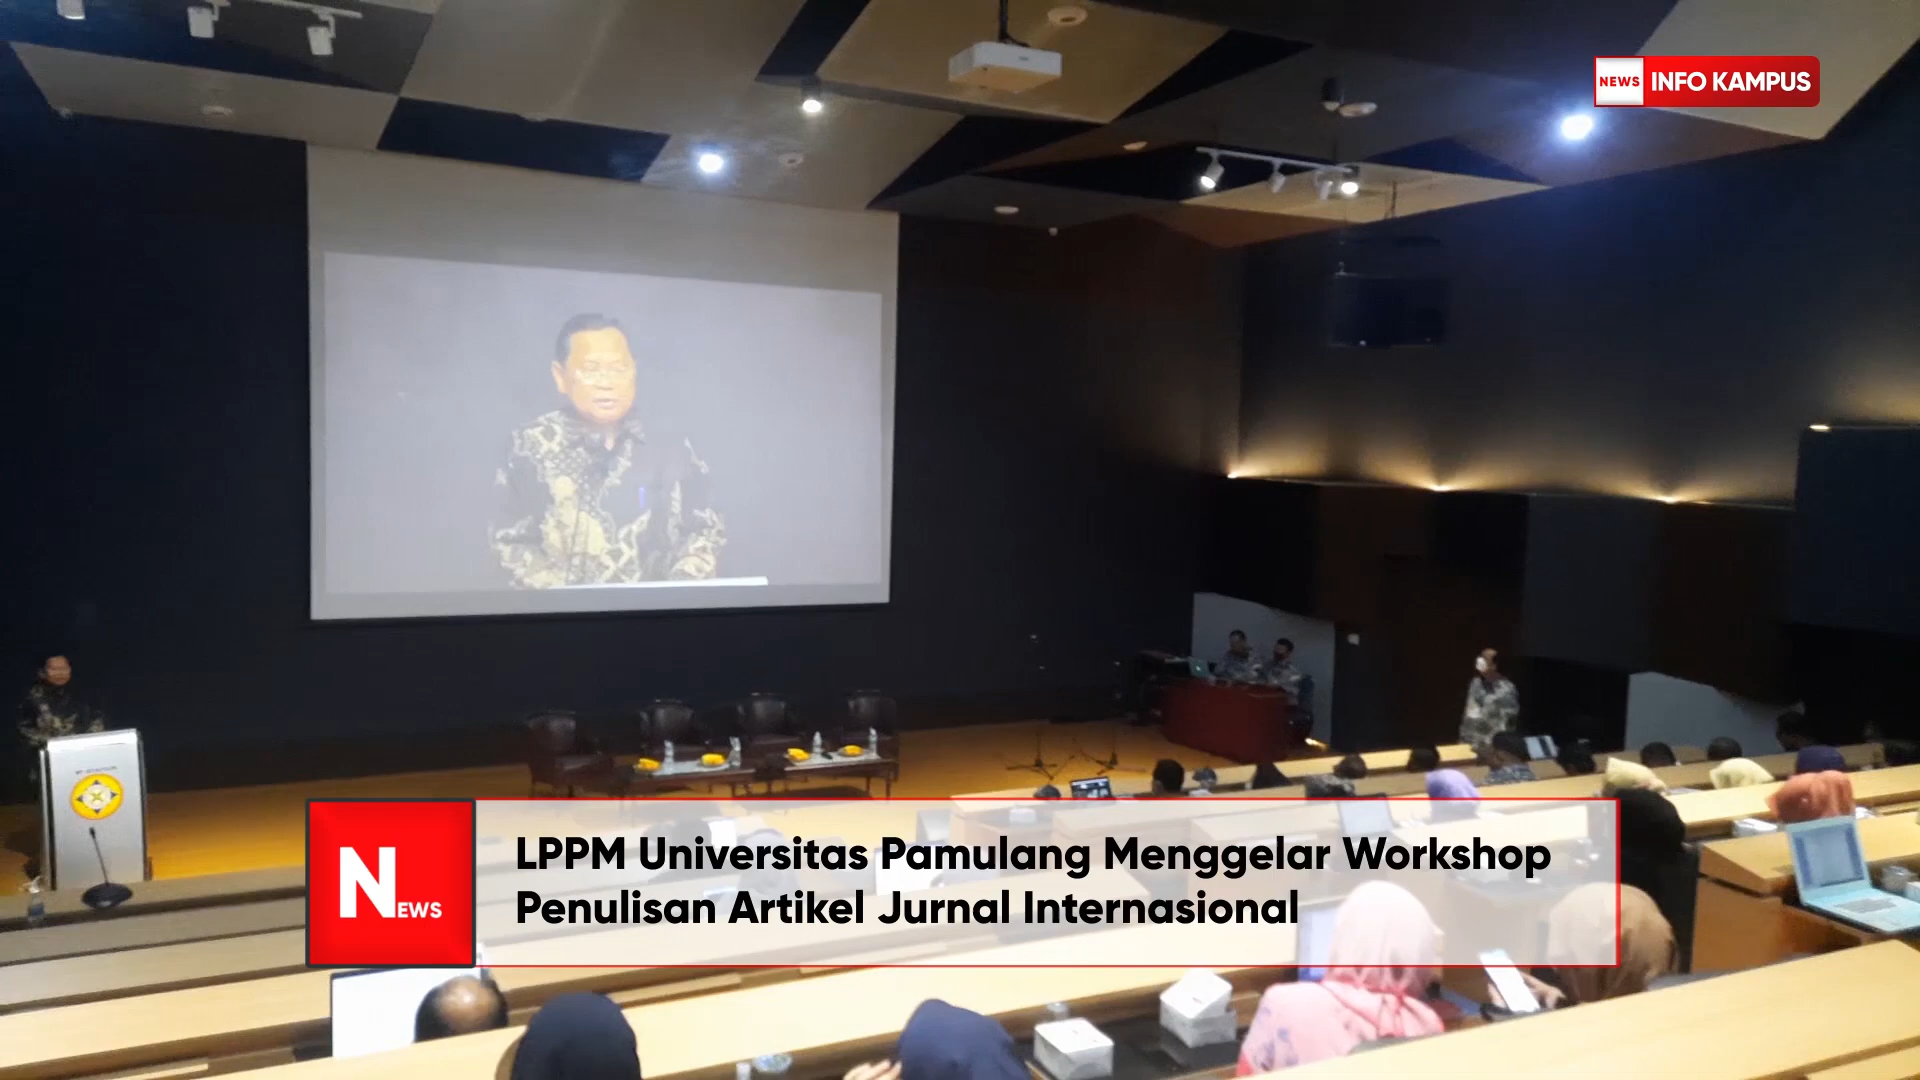 NEWS INFO KAMPUS
NEWS
LPPM Universitas Pamulang Menggelar Workshop
Penulisan Artikel Jurnal Internasional